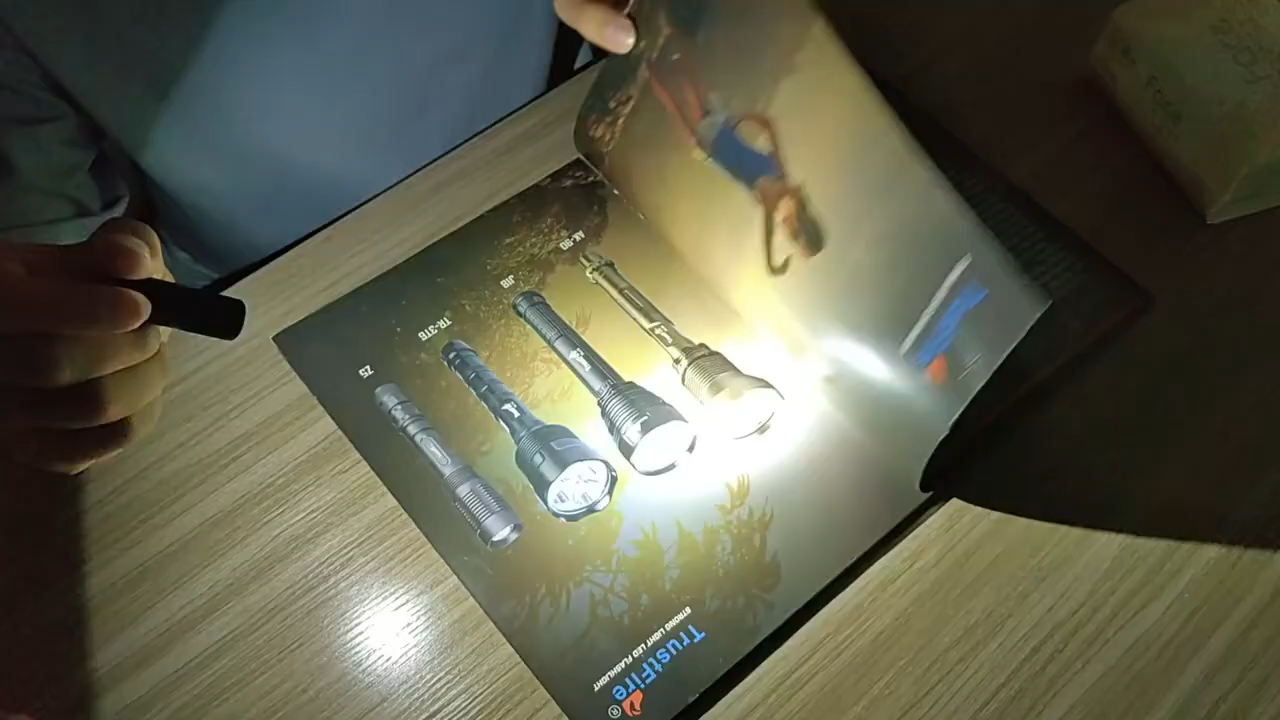 AK-90
J18
TR-3T6
Z5
STRONG LIGHT LED FLASHLIGHT
TrustFire®